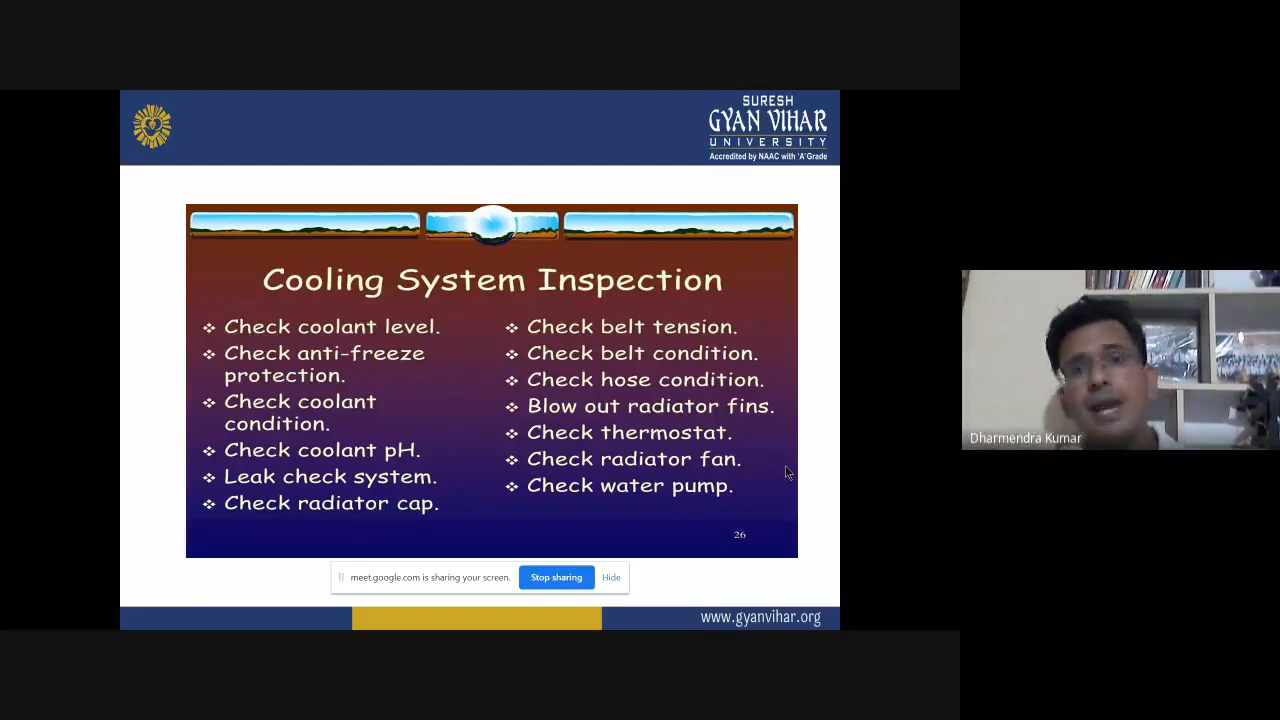 SURESH
GYAN VIHAR
UNIVERSITY
Accredited by NAAC with 'A'Grade
Cooling System Inspection
❖ Check coolant level.
❖ Check anti-freeze
protection.
❖ Check coolant
condition.
❖ Check coolant pH.
❖ Leak check system.
❖ Check radiator cap.
❖ Check belt tension.
❖ Check belt condition.
❖ Check hose condition.
❖ Blow out radiator fins.
❖ Check thermostat.
❖ Check radiator fan.
❖ Check water pump.
26
meet.google.com is sharing your screen.
Stop sharing
Hide
www.gyanvihar.org
Dharmendra Kumar